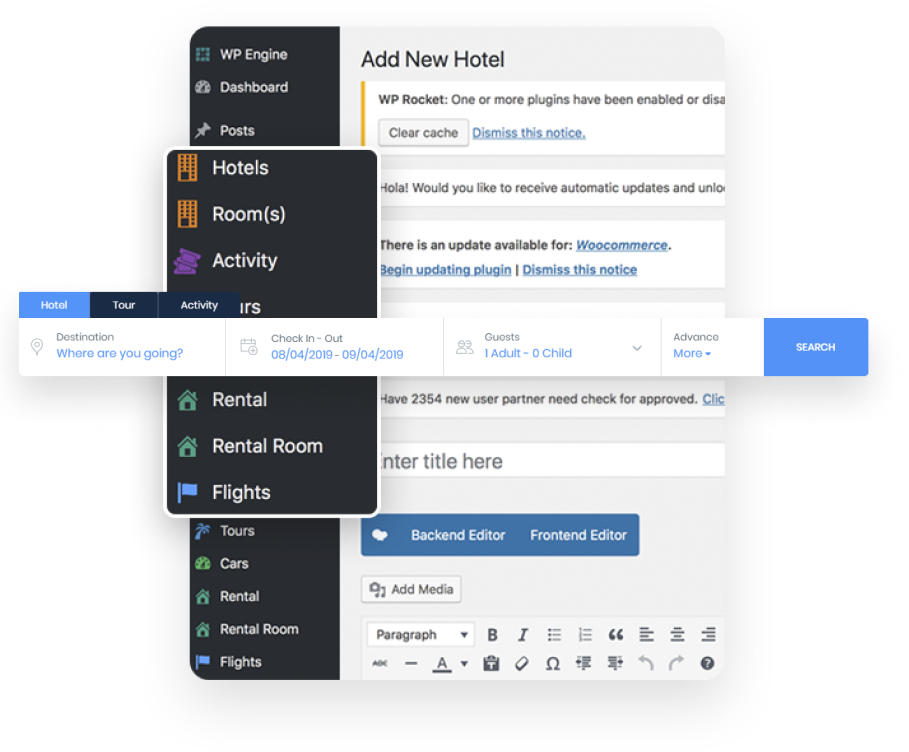 WP Engine
Dashboard
Posts
Add New Hotel
WP Rocket: One or more plugins have been enabled or disa
Clear cache Dismiss this notice.
Hotels
Room(s)
Activity
urs
Hola! Would you like to receive automatic updates and unlo
There is an update available for: Woocommerce.
Begin updating plugin | Dismiss this notice
Hotel Tour Activity
Destination
Where are you going?
Check In - Out
08/04/2019 - 09/04/2019
Guests
1 Adult - 0 Child
Advance
More
SEARCH
Rental
Rental Room
Flights
Have 2354 new user partner need check for approved. Clic
Enter title here
Tours
Cars
Rental
Rental Room
Flights
Backend Editor Frontend Editor
Add Media
Paragraph
B I
ABC
A